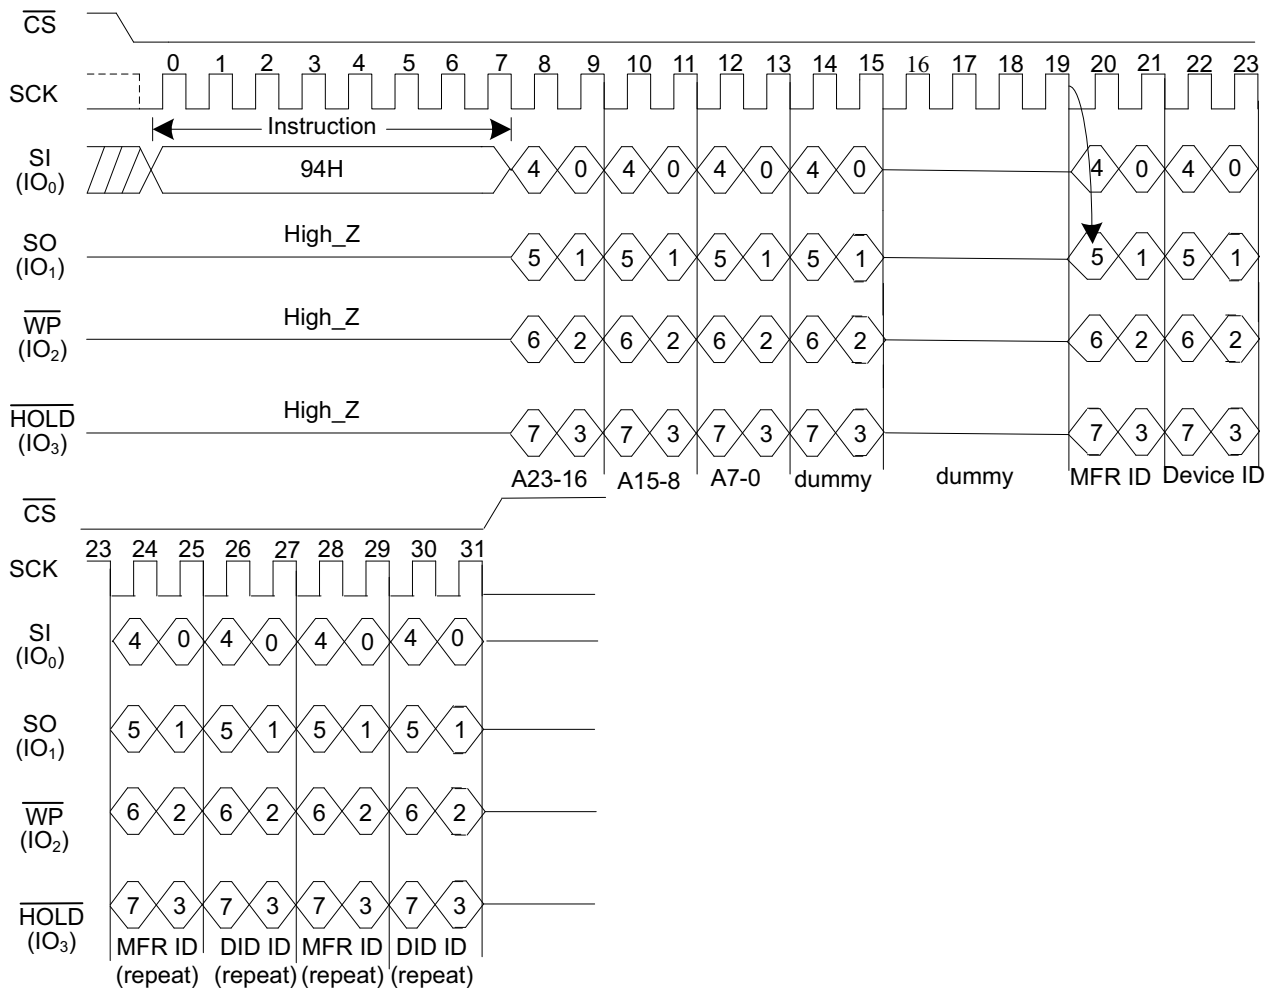 CS
0 1 2 3 4 5 6 7 8 9 10 11 12 13 14 15 16 17 18 19 20 21 22 23
SCK
Instruction
SI
(IO0)
94H
4 0 4 0 4 0 4 0 4 0 4 0
SO
(IO1)
High_Z
5 1 5 1 5 1 5 1 5 1 5 1
WP
(IO2)
High_Z
6 2 6 2 6 2 6 2 6 2 6 2
HOLD
(IO3)
High_Z
7 3 7 3 7 3 7 3 7 3 7 3
A23-16 A15-8 A7-0 dummy dummy MFR ID Device ID
CS
23 24 25 26 27 28 29 30 31
SCK
SI
(IO0)
4 0 4 0 4 0 4 0
SO
(IO1)
5 1 5 1 5 1 5 1
WP
(IO2)
6 2 6 2 6 2 6 2
HOLD
(IO3)
7 3 7 3 7 3 7 3
MFR ID DID ID MFR ID DID ID
(repeat) (repeat) (repeat) (repeat)